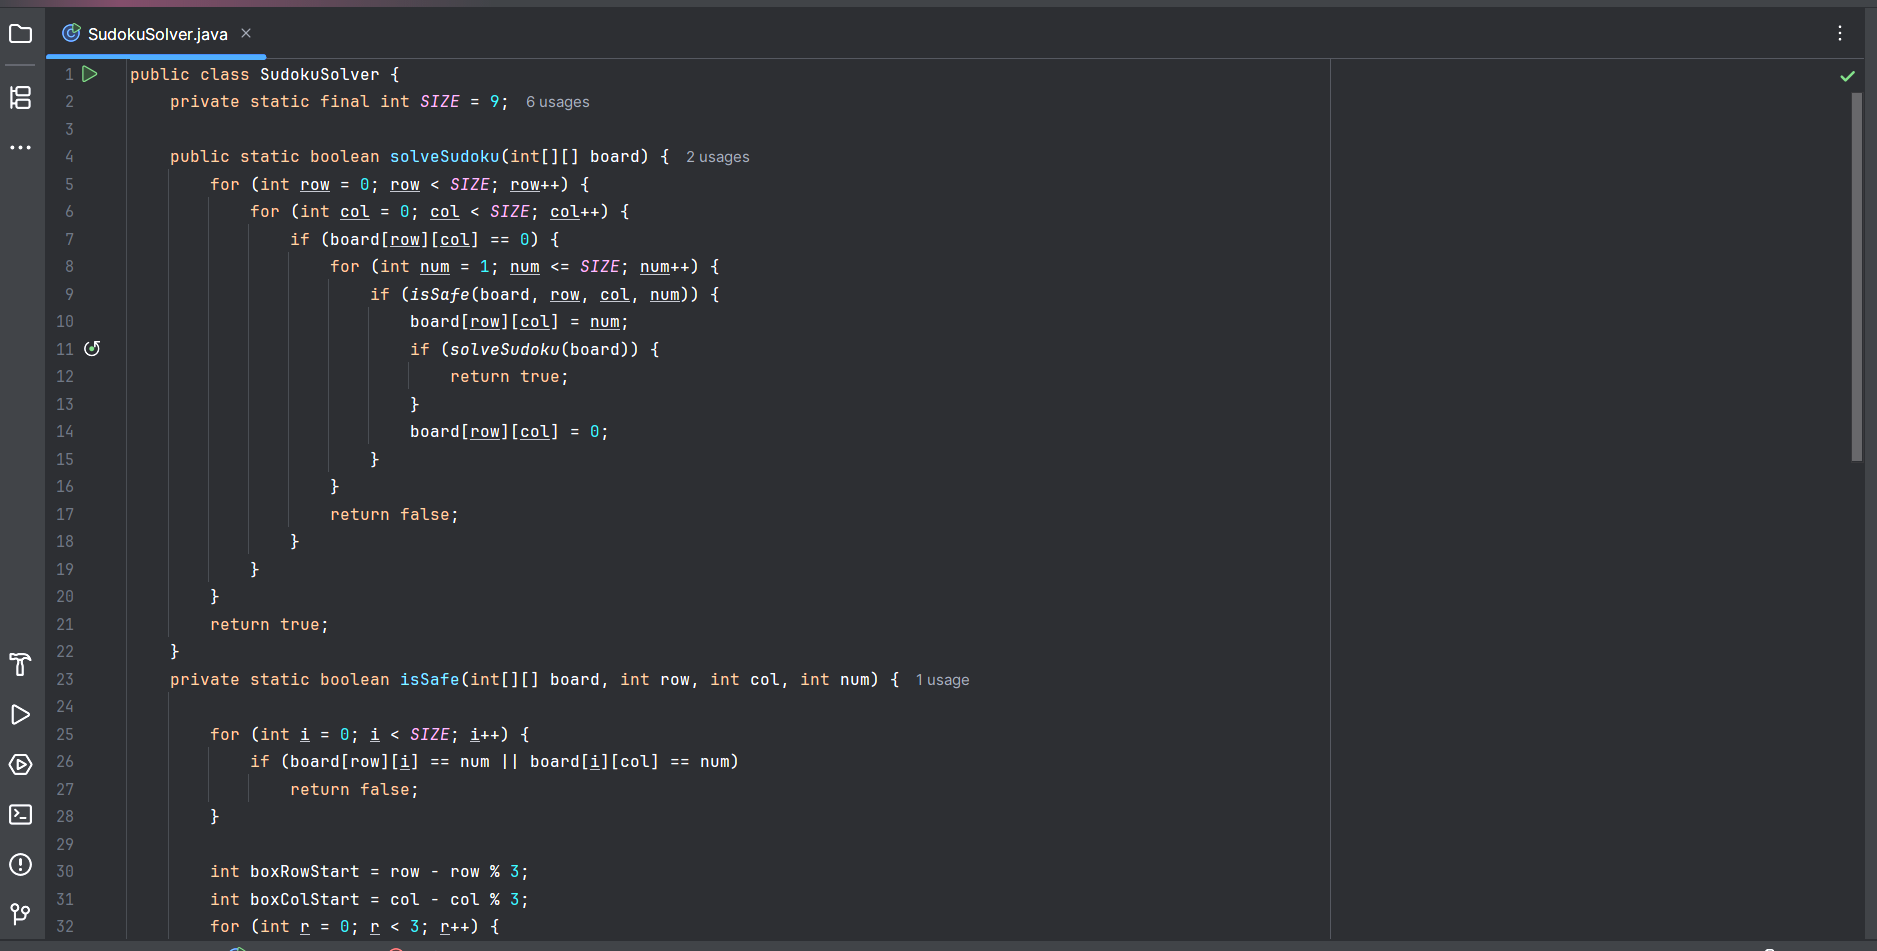 SudokuSolver.java
1 public class SudokuSolver {
2     private static final int SIZE = 9; 6 usages
3
4     public static boolean solveSudoku(int[][] board) { 2 usages
5         for (int row = 0; row < SIZE; row++) {
6             for (int col = 0; col < SIZE; col++) {
7                 if (board[row][col] == 0) {
8                     for (int num = 1; num <= SIZE; num++) {
9                         if (isSafe(board, row, col, num)) {
10                             board[row][col] = num;
11                             if (solveSudoku(board)) {
12                                 return true;
13                             }
14                             board[row][col] = 0;
15                         }
16                     }
17                     return false;
18                 }
19             }
20         }
21         return true;
22     }
23     private static boolean isSafe(int[][] board, int row, int col, int num) { 1 usage
24
25         for (int i = 0; i < SIZE; i++) {
26             if (board[row][i] == num || board[i][col] == num)
27                 return false;
28         }
29
30         int boxRowStart = row - row % 3;
31         int boxColStart = col - col % 3;
32         for (int r = 0; r < 3; r++) {